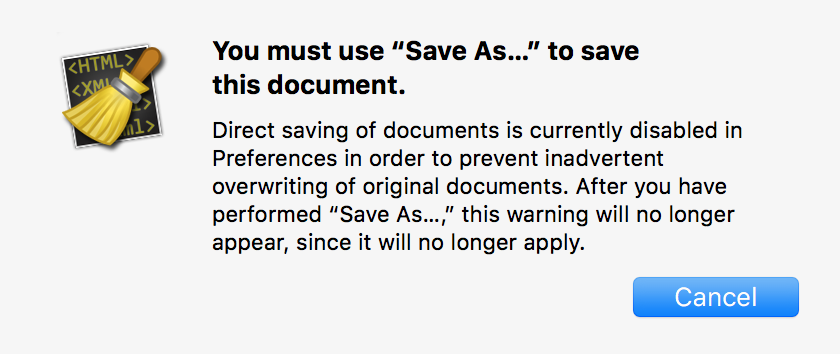 <HTML>
<XM
ml>
You must use “Save As…” to save
this document.
Direct saving of documents is currently disabled in
Preferences in order to prevent inadvertent
overwriting of original documents. After you have
performed “Save As…,” this warning will no longer
appear, since it will no longer apply.
Cancel